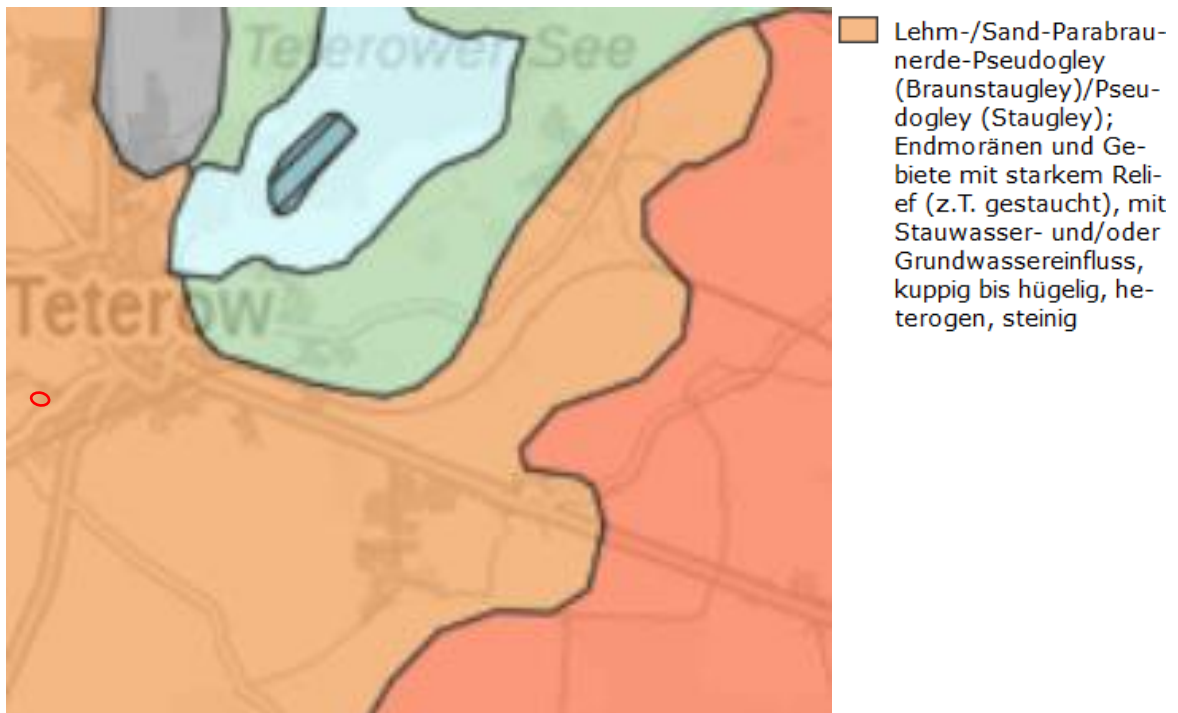 Teterower See
Teterow
Lehm-/Sand-Parabrau-
nerde-Pseudogley
(Braunstaugley)/Pseu-
dogley (Staugley);
Endmoränen und Ge-
biete mit starkem Reli-
ef (z.T. gestaucht), mit
Stauwasser- und/oder
Grundwassereinfluss,
kuppig bis hügelig, he-
terogen, steinig